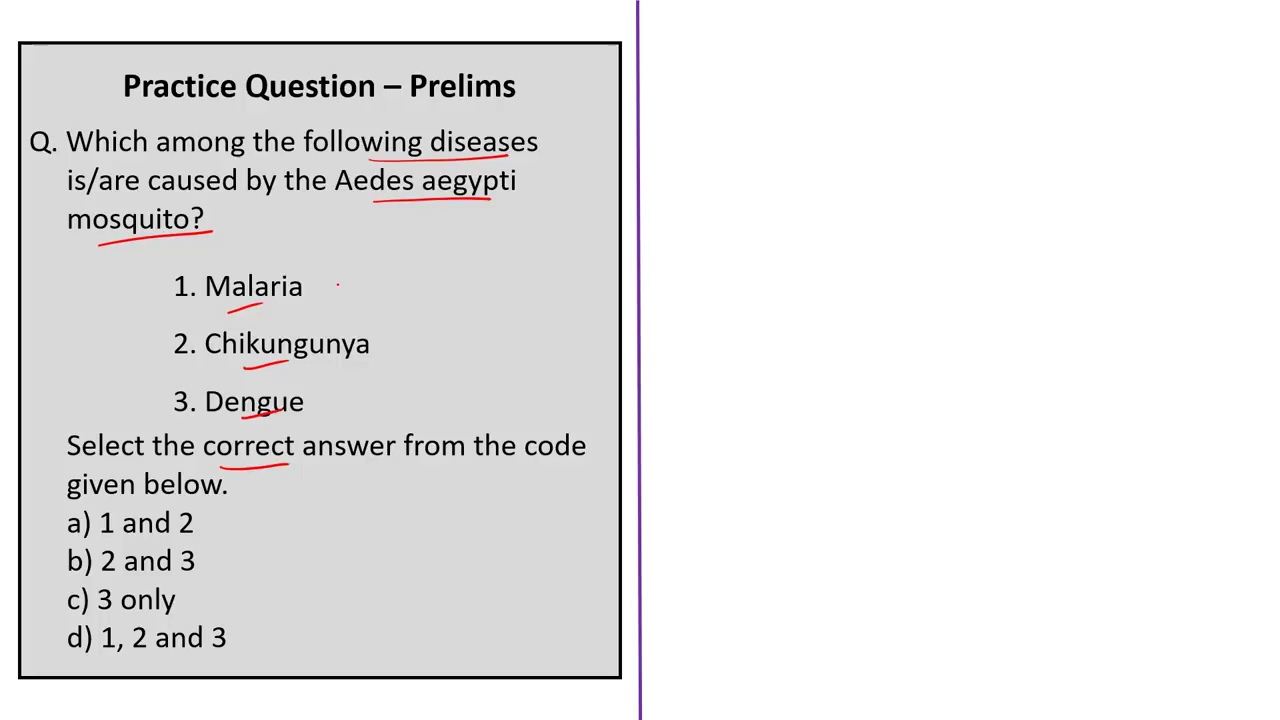 Practice Question – Prelims
Q. Which among the following diseases
is/are caused by the Aedes aegypti
mosquito?
1. Malaria
2. Chikungunya
3. Dengue
Select the correct answer from the code
given below.
a) 1 and 2
b) 2 and 3
c) 3 only
d) 1, 2 and 3